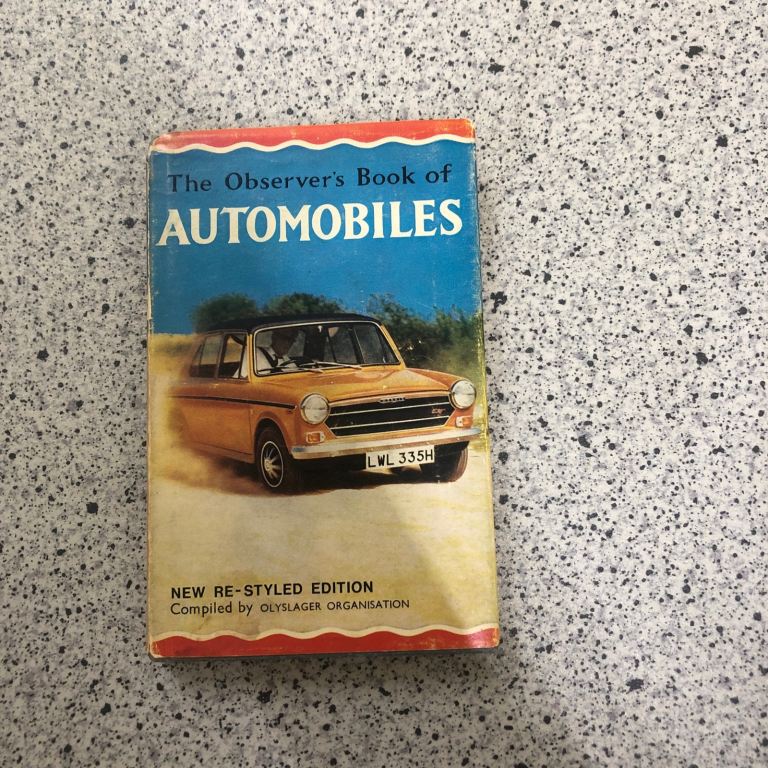 The Observer's Book of
AUTOMOBILES
LWL 335H
NEW RE-STYLED EDITION
Compiled by OLYSLAGER ORGANISATION